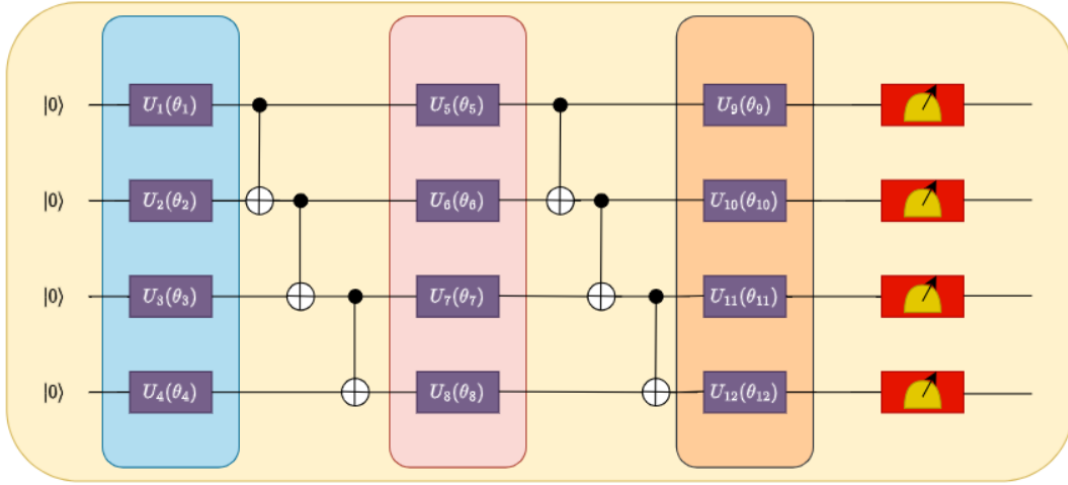 |0⟩ U₁(θ₁) U₅(θ₅) U₉(θ₉)
|0⟩ U₂(θ₂) U₆(θ₆) U₁₀(θ₁₀)
|0⟩ U₃(θ₃) U₇(θ₇) U₁₁(θ₁₁)
|0⟩ U₄(θ₄) U₈(θ₈) U₁₂(θ₁₂)